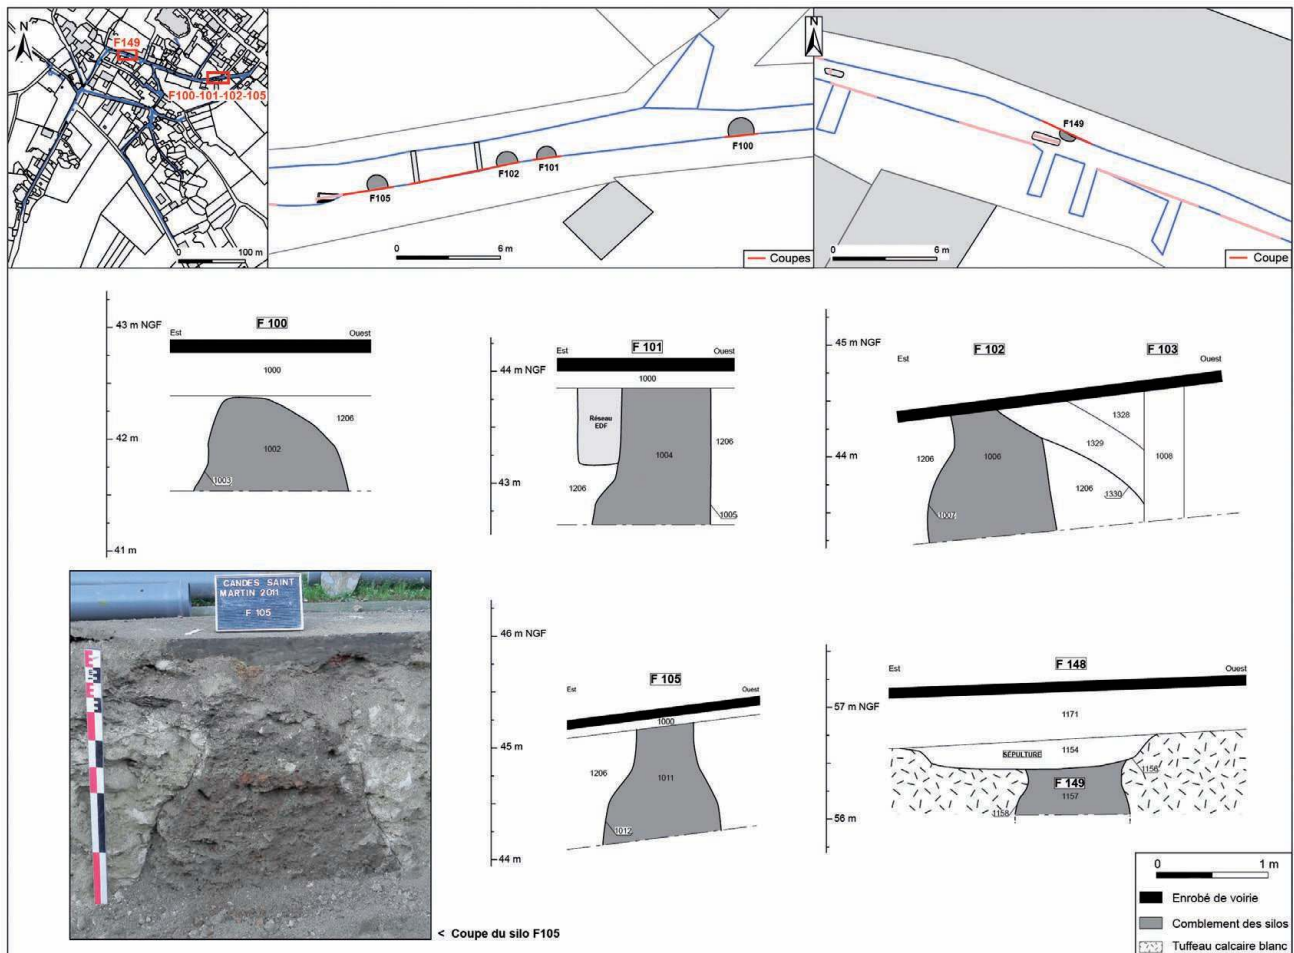 N
F149
F100-101-102-105
0 100 m
F105
F102
F101
F100
0 6 m
Coupes
N
F149
0 6 m
Coupe
43 m NGF
42 m
41 m
F 100
Est
Ouest
1000
1206
1002
1003
44 m NGF
43 m
F 101
Est
Ouest
1000
Réseau
EDF
1206
1004
1206
1005
45 m NGF
44 m
F 102
F 103
Est
Ouest
1328
1329
1206
1006
1008
1206
1330
1007
CANDES SAINT
MARTIN 2011
F 105
< Coupe du silo F105
46 m NGF
45 m
44 m
F 105
Est
Ouest
1000
1206
1011
1012
57 m NGF
56 m
F 148
Est
Ouest
1171
1154
SÉPULTURE
1156
F 149
1157
1158
0 1 m
Enrobé de voirie
Comblement des silos
Tuffeau calcaire blanc